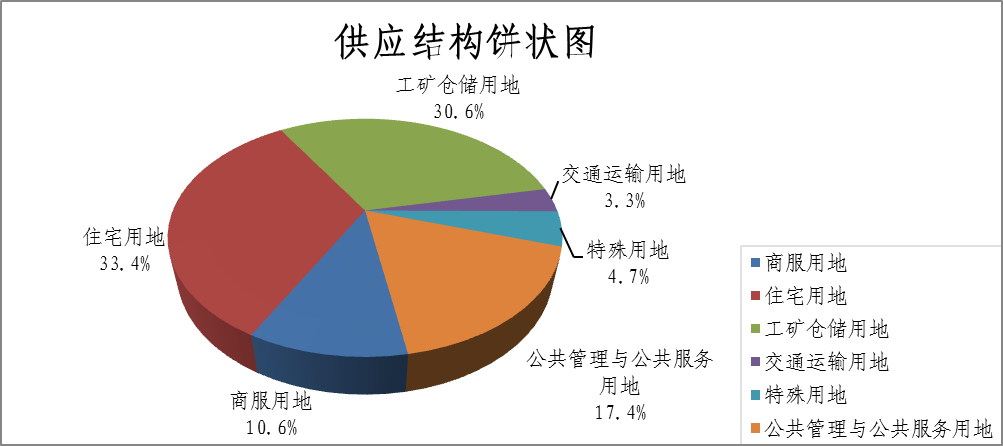 供应结构饼状图
工矿仓储用地
30.6%
交通运输用地
3.3%
住宅用地
33.4%
特殊用地
4.7%
公共管理与公共服务
用地
17.4%
商服用地
10.6%
商服用地
住宅用地
工矿仓储用地
交通运输用地
特殊用地
公共管理与公共服务用地